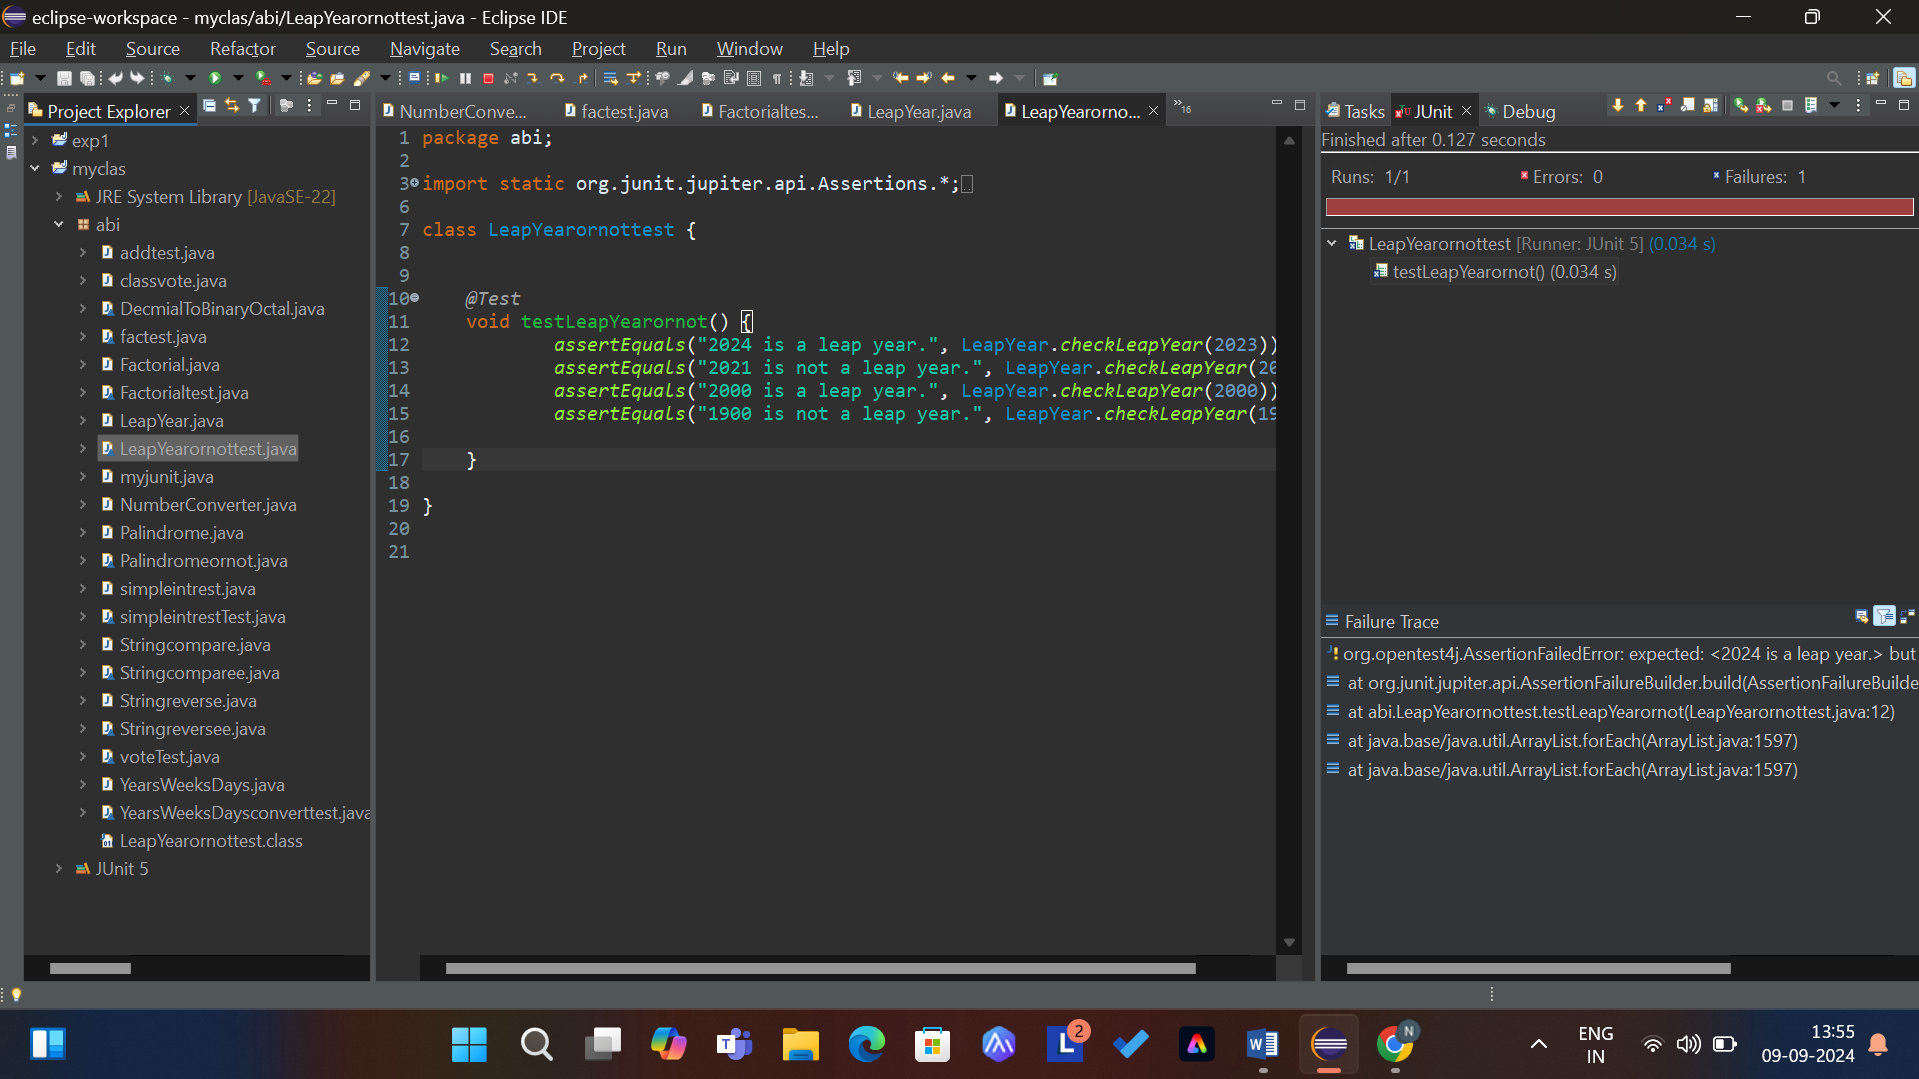 eclipse-workspace - myclas/abi/LeapYearornottest.java - Eclipse IDE
File Edit Source Refactor Source Navigate Search Project Run Window Help
Project Explorer
exp1
myclas
JRE System Library [JavaSE-22]
abi
addtest.java
classvote.java
DecmialToBinaryOctal.java
factest.java
Factorial.java
Factorialtest.java
LeapYear.java
LeapYearornottest.java
myjunit.java
NumberConverter.java
Palindrome.java
Palindromeornot.java
simpleintrest.java
simpleintrestTest.java
Stringcompare.java
Stringcomparee.java
Stringreverse.java
Stringreversee.java
voteTest.java
YearsWeeksDays.java
YearsWeeksDaysconverttest.java
LeapYearornottest.class
JUnit 5
NumberConve... factest.java Factorialtes... LeapYear.java LeapYearorno... »16
1 package abi;
2
3 import static org.junit.jupiter.api.Assertions.*;
6
7 class LeapYearornottest {
8
9
10 @Test
11 void testLeapYearornot() {
12 assertEquals("2024 is a leap year.", LeapYear.checkLeapYear(2023))
13 assertEquals("2021 is not a leap year.", LeapYear.checkLeapYear(20
14 assertEquals("2000 is a leap year.", LeapYear.checkLeapYear(2000))
15 assertEquals("1900 is not a leap year.", LeapYear.checkLeapYear(19
16
17 }
18
19 }
20
21
Tasks JUnit Debug
Finished after 0.127 seconds
Runs: 1/1 Errors: 0 Failures: 1
LeapYearornottest [Runner: JUnit 5] (0.034 s)
testLeapYearornot() (0.034 s)
Failure Trace
org.opentest4j.AssertionFailedError: expected: <2024 is a leap year.> but
at org.junit.jupiter.api.AssertionFailureBuilder.build(AssertionFailureBuilde
at abi.LeapYearornottest.testLeapYearornot(LeapYearornottest.java:12)
at java.base/java.util.ArrayList.forEach(ArrayList.java:1597)
at java.base/java.util.ArrayList.forEach(ArrayList.java:1597)
2
N
ENG
IN
13:55
09-09-2024